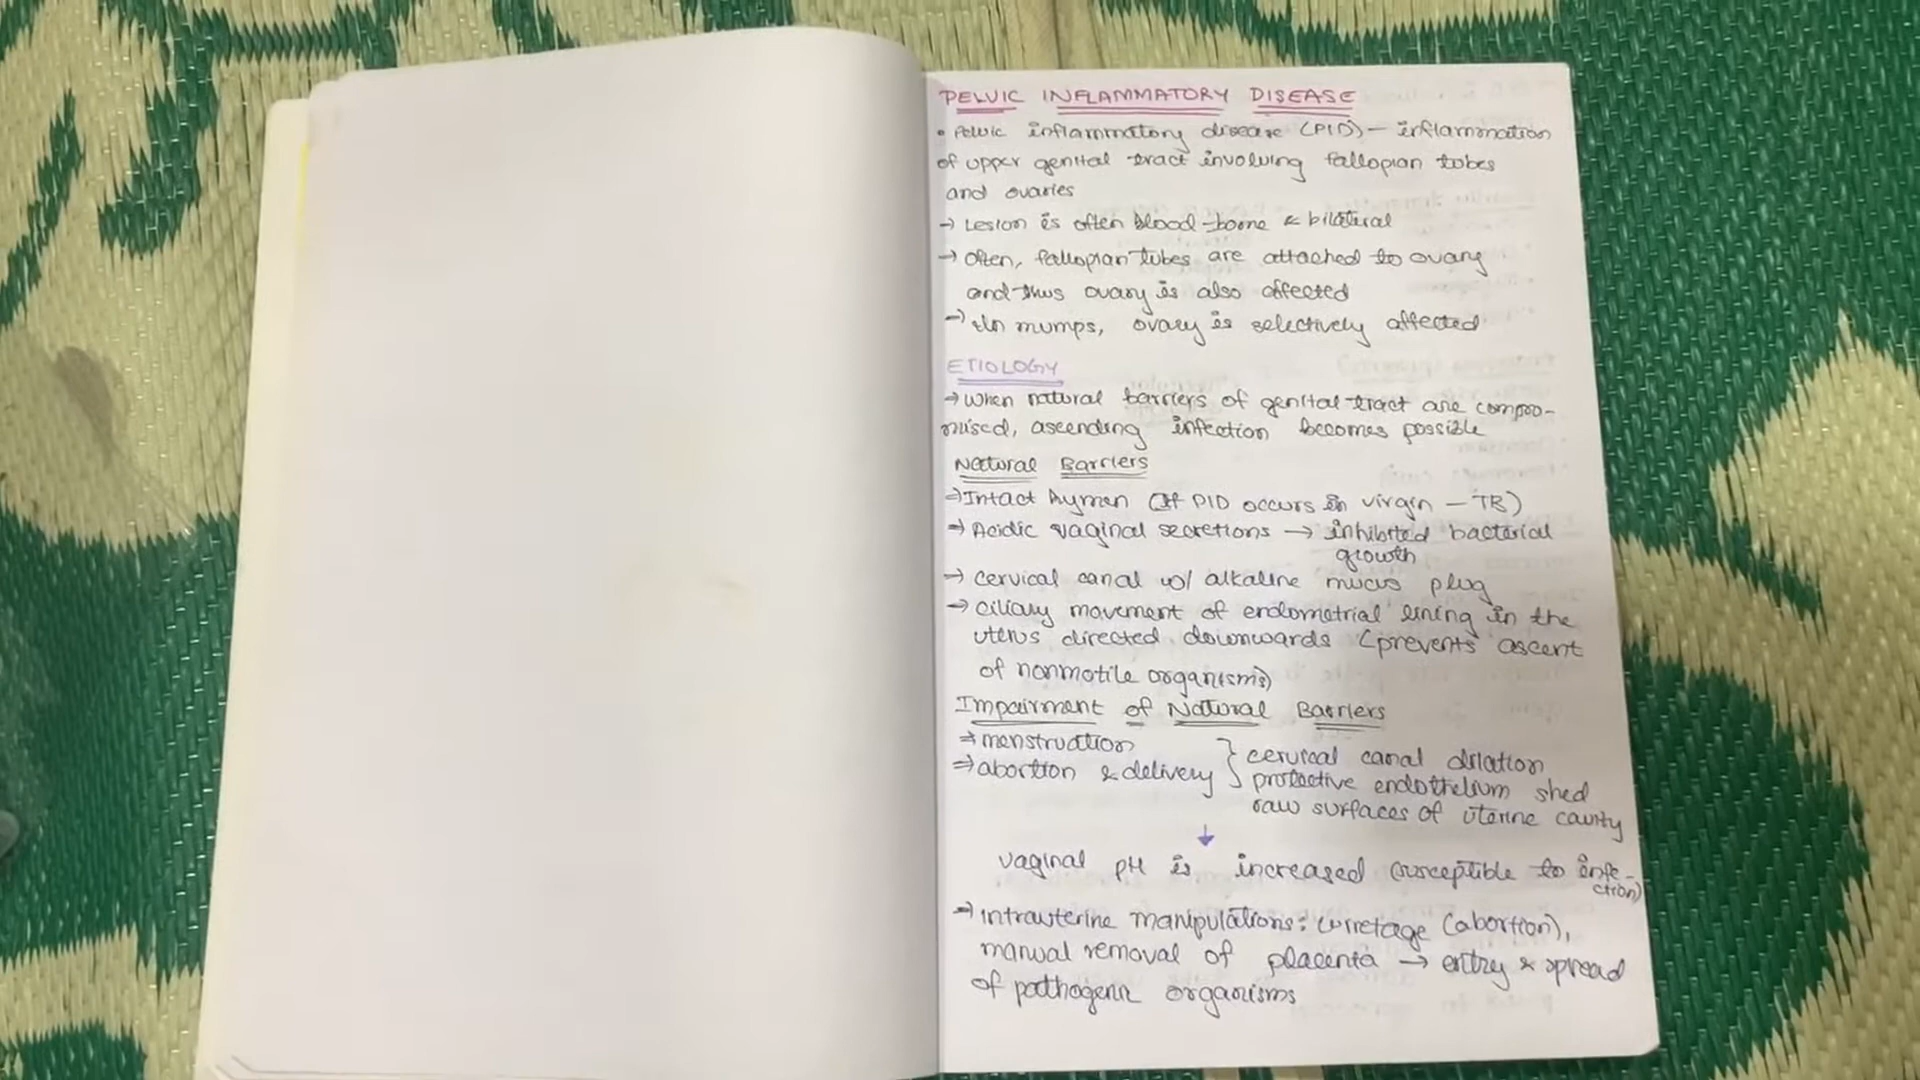 PELVIC INFLAMMATORY DISEASE
• Pelvic inflammatory disease (PID) – inflammation
of upper genital tract involving fallopian tubes
and ovaries
→ Lesion is often blood-borne & bilateral
→ Often, fallopian tubes are attached to ovary
and thus ovary is also affected
→ In mumps, ovary is selectively affected
ETIOLOGY
→ When natural barriers of genital tract are compro-
mised, ascending infection becomes possible
Natural Barriers
→ Intact hymen (If PID occurs in virgin – TB)
→ Acidic vaginal secretions → inhibited bacterial
growth
→ cervical canal w/ alkaline mucus plug
→ ciliary movement of endometrial lining in the
uterus directed downwards (prevents ascent
of nonmotile organisms)
Impairment of Natural Barriers
→ menstruation
→ abortion & delivery } cervical canal dilation
protective endothelium shed
raw surfaces of uterine cavity
↓
vaginal pH is increased (susceptible to infe-
ction)
→ intrauterine manipulations: curretage (abortion),
manual removal of placenta → entry & spread
of pathogenic organisms